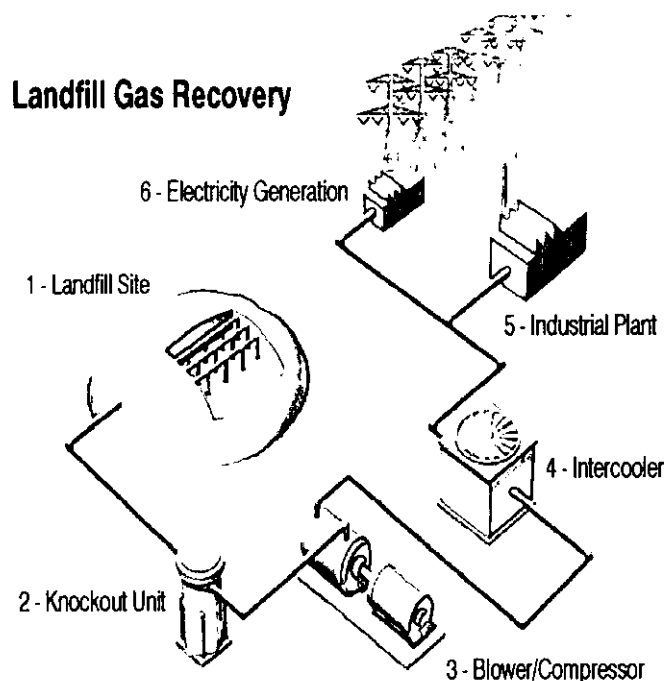 Landfill Gas Recovery
6 - Electricity Generation
1 - Landfill Site
5 - Industrial Plant
4 - Intercooler
2 - Knockout Unit
3 - Blower/Compressor